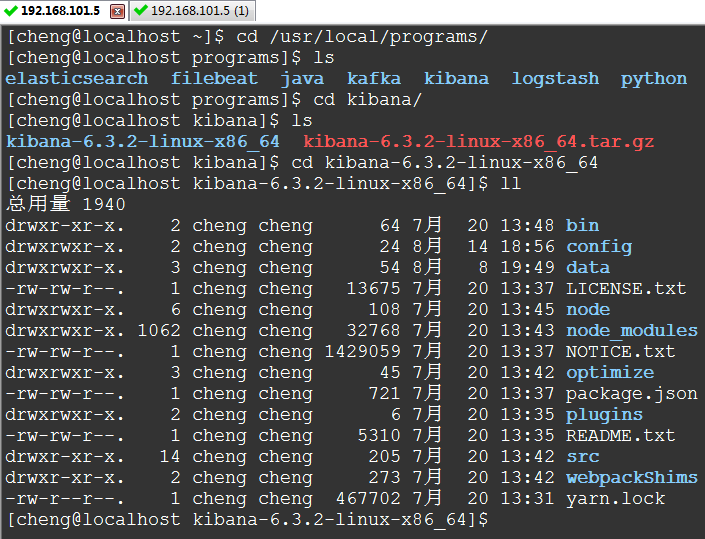 192.168.101.5 192.168.101.5 (1)
[cheng@localhost ~]$ cd /usr/local/programs/
[cheng@localhost programs]$ ls
elasticsearch  filebeat  java  kafka  kibana  logstash  python
[cheng@localhost programs]$ cd kibana/
[cheng@localhost kibana]$ ls
kibana-6.3.2-linux-x86_64  kibana-6.3.2-linux-x86_64.tar.gz
[cheng@localhost kibana]$ cd kibana-6.3.2-linux-x86_64
[cheng@localhost kibana-6.3.2-linux-x86_64]$ ll
总用量 1940
drwxr-xr-x.    2 cheng cheng      64 7月  20 13:48 bin
drwxrwxr-x.    2 cheng cheng      24 8月  14 18:56 config
drwxrwxr-x.    3 cheng cheng      54 8月   8 19:49 data
-rw-rw-r--.    1 cheng cheng   13675 7月  20 13:37 LICENSE.txt
drwxrwxr-x.    6 cheng cheng     108 7月  20 13:45 node
drwxrwxr-x. 1062 cheng cheng   32768 7月  20 13:43 node_modules
-rw-rw-r--.    1 cheng cheng 1429059 7月  20 13:37 NOTICE.txt
drwxrwxr-x.    3 cheng cheng      45 7月  20 13:42 optimize
-rw-rw-r--.    1 cheng cheng     721 7月  20 13:37 package.json
drwxrwxr-x.    2 cheng cheng       6 7月  20 13:35 plugins
-rw-rw-r--.    1 cheng cheng    5310 7月  20 13:35 README.txt
drwxr-xr-x.   14 cheng cheng     205 7月  20 13:42 src
drwxrwxr-x.    2 cheng cheng     273 7月  20 13:42 webpackShims
-rw-r--r--.    1 cheng cheng  467702 7月  20 13:31 yarn.lock
[cheng@localhost kibana-6.3.2-linux-x86_64]$